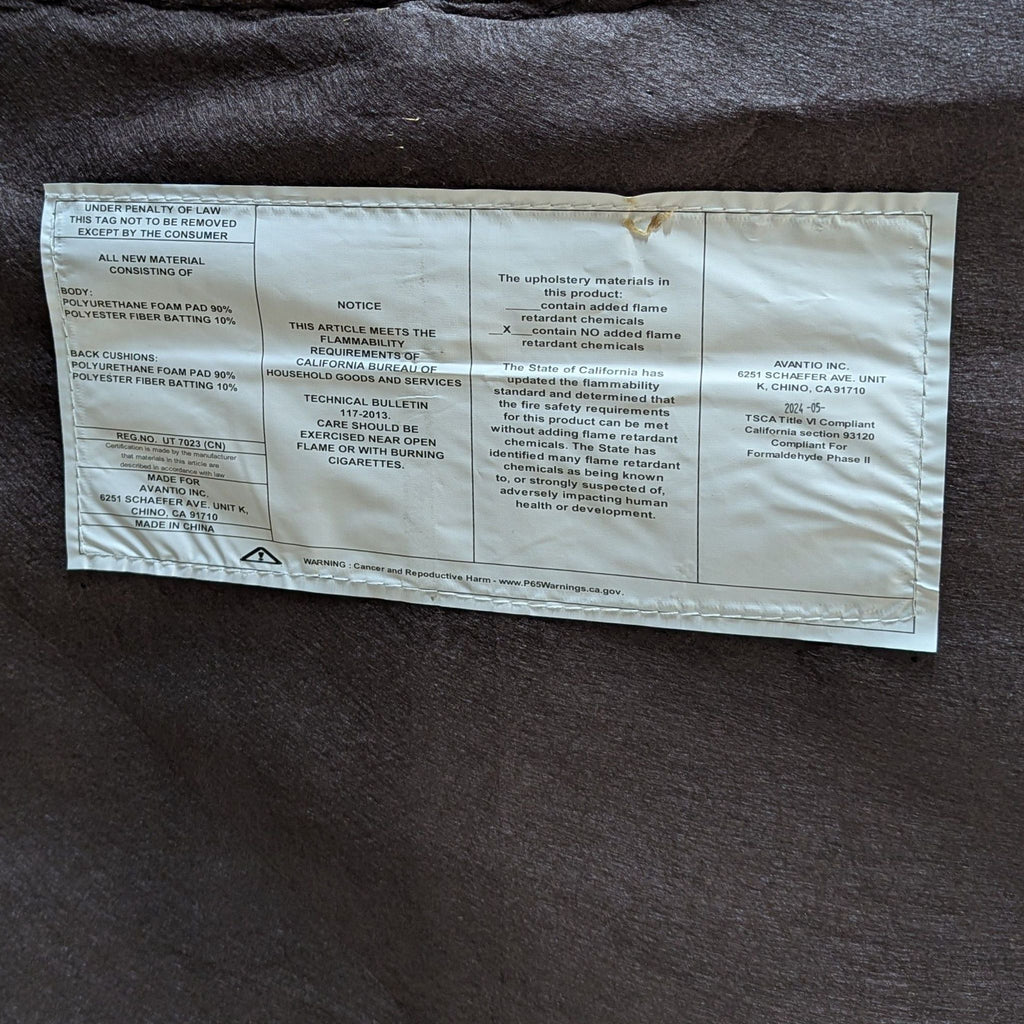 UNDER PENALTY OF LAW
THIS TAG NOT TO BE REMOVED
EXCEPT BY THE CONSUMER
ALL NEW MATERIAL
CONSISTING OF
BODY:
POLYURETHANE FOAM PAD 90%
POLYESTER FIBER BATTING 10%
BACK CUSHIONS:
POLYURETHANE FOAM PAD 90%
POLYESTER FIBER BATTING 10%
REG.NO. UT 7023 (CN)
Certification is made by the manufacturer
that materials in this article are
described in accordance with law
MADE FOR
AVANTIO INC.
6251 SCHAEFER AVE. UNIT K,
CHINO, CA 91710
MADE IN CHINA
NOTICE
THIS ARTICLE MEETS THE
FLAMMABILITY
REQUIREMENTS OF
CALIFORNIA BUREAU OF
HOUSEHOLD GOODS AND SERVICES
TECHNICAL BULLETIN
117-2013.
CARE SHOULD BE
EXERCISED NEAR OPEN
FLAME OR WITH BURNING
CIGARETTES.
The upholstery materials in
this product:
_____contain added flame
retardant chemicals
__X___contain NO added flame
retardant chemicals
The State of California has
updated the flammability
standard and determined that
the fire safety requirements
for this product can be met
without adding flame retardant
chemicals. The State has
identified many flame retardant
chemicals as being known
to, or strongly suspected of,
adversely impacting human
health or development.
AVANTIO INC.
6251 SCHAEFER AVE. UNIT
K, CHINO, CA 91710
2024 -05-
TSCA Title VI Compliant
California section 93120
Compliant For
Formaldehyde Phase II
WARNING : Cancer and Repoductive Harm - www.P65Warnings.ca.gov.